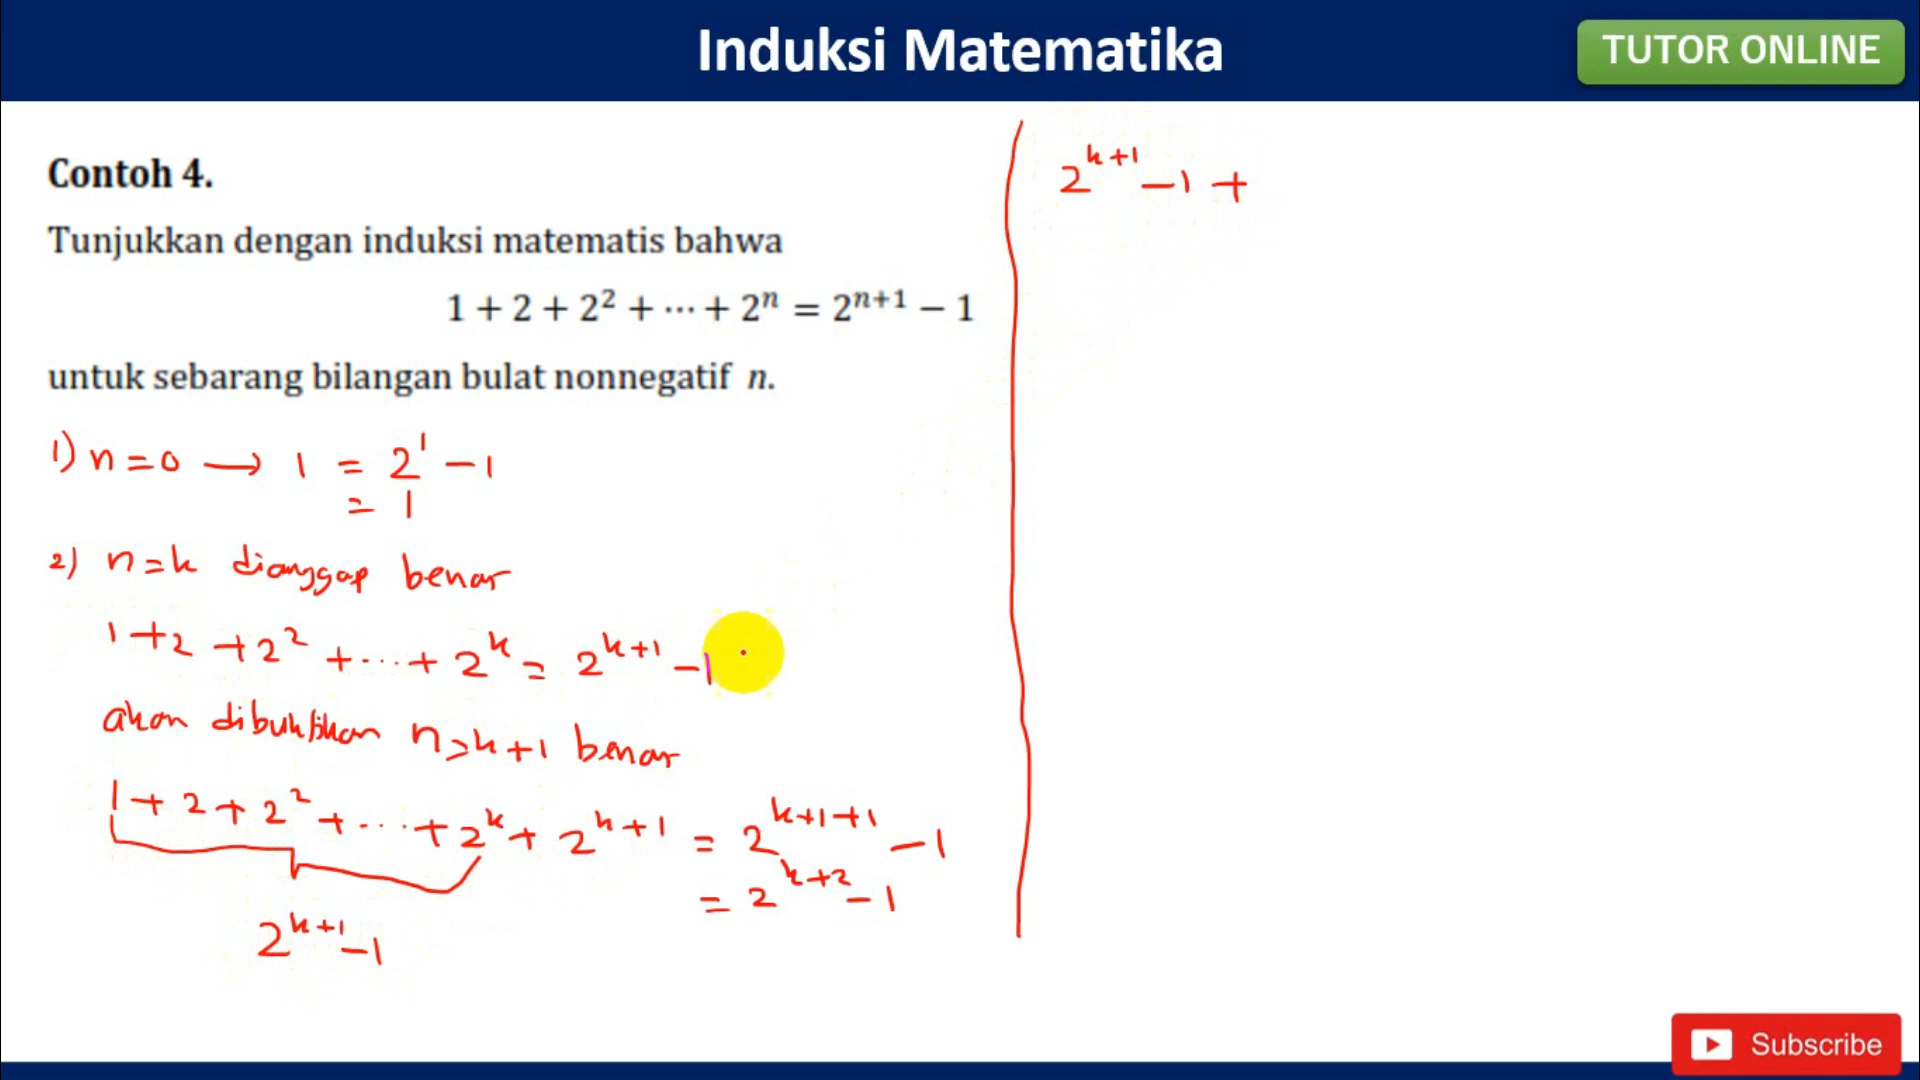 Induksi Matematika
TUTOR ONLINE
Contoh 4.
Tunjukkan dengan induksi matematis bahwa
1 + 2 + 2² + ⋯ + 2ⁿ = 2ⁿ⁺¹ − 1
untuk sebarang bilangan bulat nonnegatif n.
1) n = 0 → 1 = 2¹ − 1
= 1
2) n = k dianggap benar
1 + 2 + 2² + ⋯ + 2ᵏ = 2ᵏ⁺¹ − 1
akan dibuktikan n = k + 1 benar
1 + 2 + 2² + ⋯ + 2ᵏ + 2ᵏ⁺¹ = 2ᵏ⁺¹⁺¹ − 1
= 2ᵏ⁺² − 1
2ᵏ⁺¹ − 1
2ᵏ⁺¹ − 1 +
Subscribe